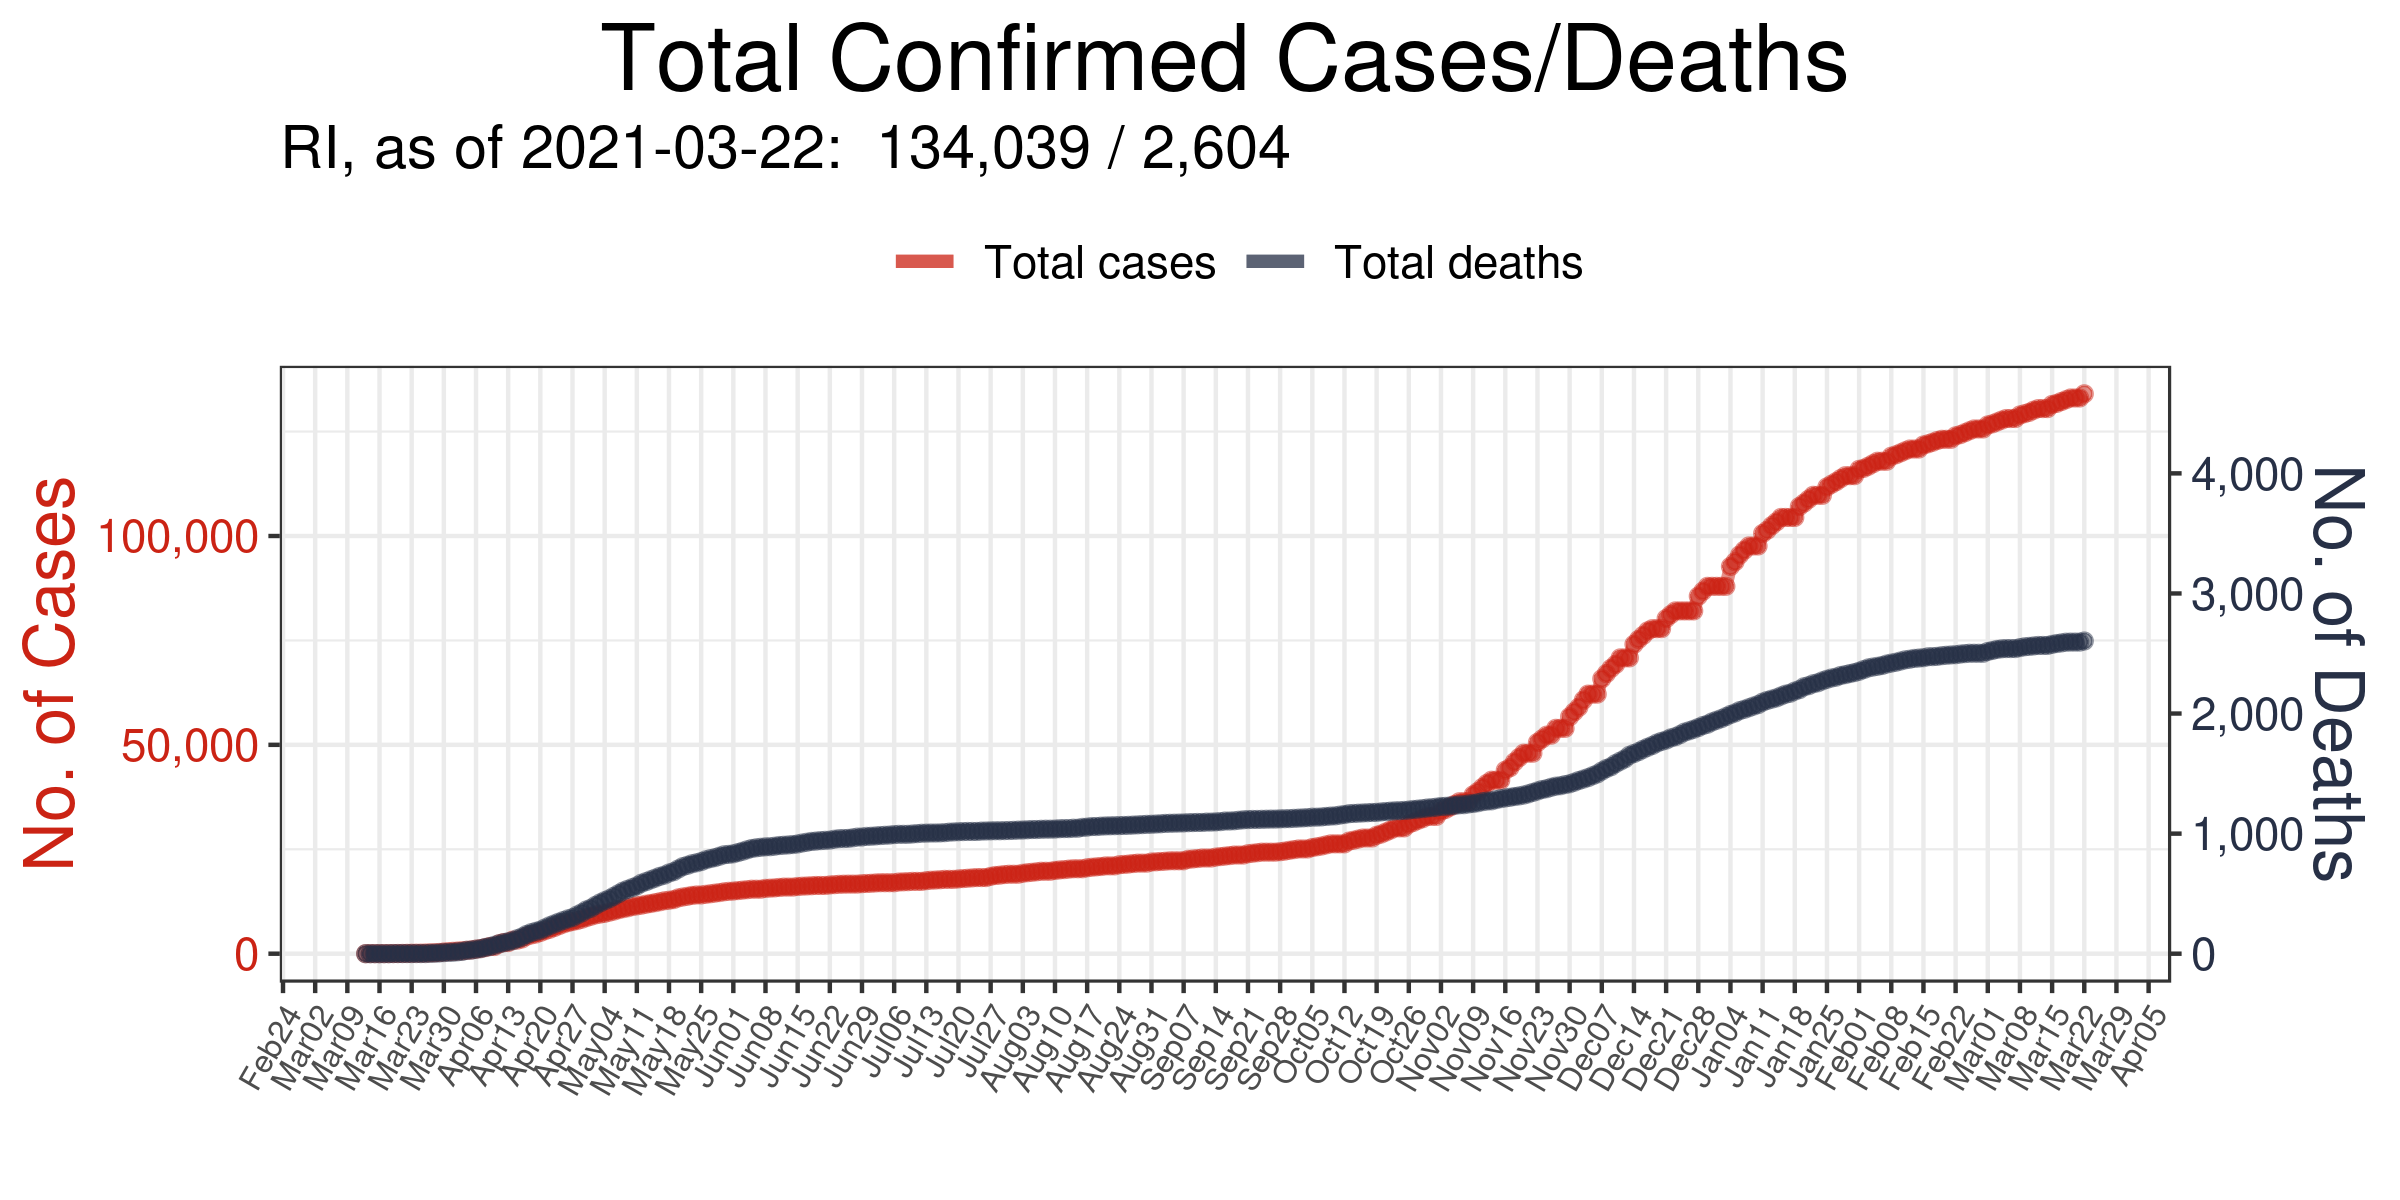 Total Confirmed Cases/Deaths
RI, as of 2021-03-22:  134,039 / 2,604
Total cases
Total deaths
No. of Cases
100,000
50,000
0
4,000
3,000
2,000
1,000
0
No. of Deaths
Feb24
Mar02
Mar09
Mar16
Mar23
Mar30
Apr06
Apr13
Apr20
Apr27
May04
May11
May18
May25
Jun01
Jun08
Jun15
Jun22
Jun29
Jul06
Jul13
Jul20
Jul27
Aug03
Aug10
Aug17
Aug24
Aug31
Sep07
Sep14
Sep21
Sep28
Oct05
Oct12
Oct19
Oct26
Nov02
Nov09
Nov16
Nov23
Nov30
Dec07
Dec14
Dec21
Dec28
Jan04
Jan11
Jan18
Jan25
Feb01
Feb08
Feb15
Feb22
Mar01
Mar08
Mar15
Mar22
Mar29
Apr05